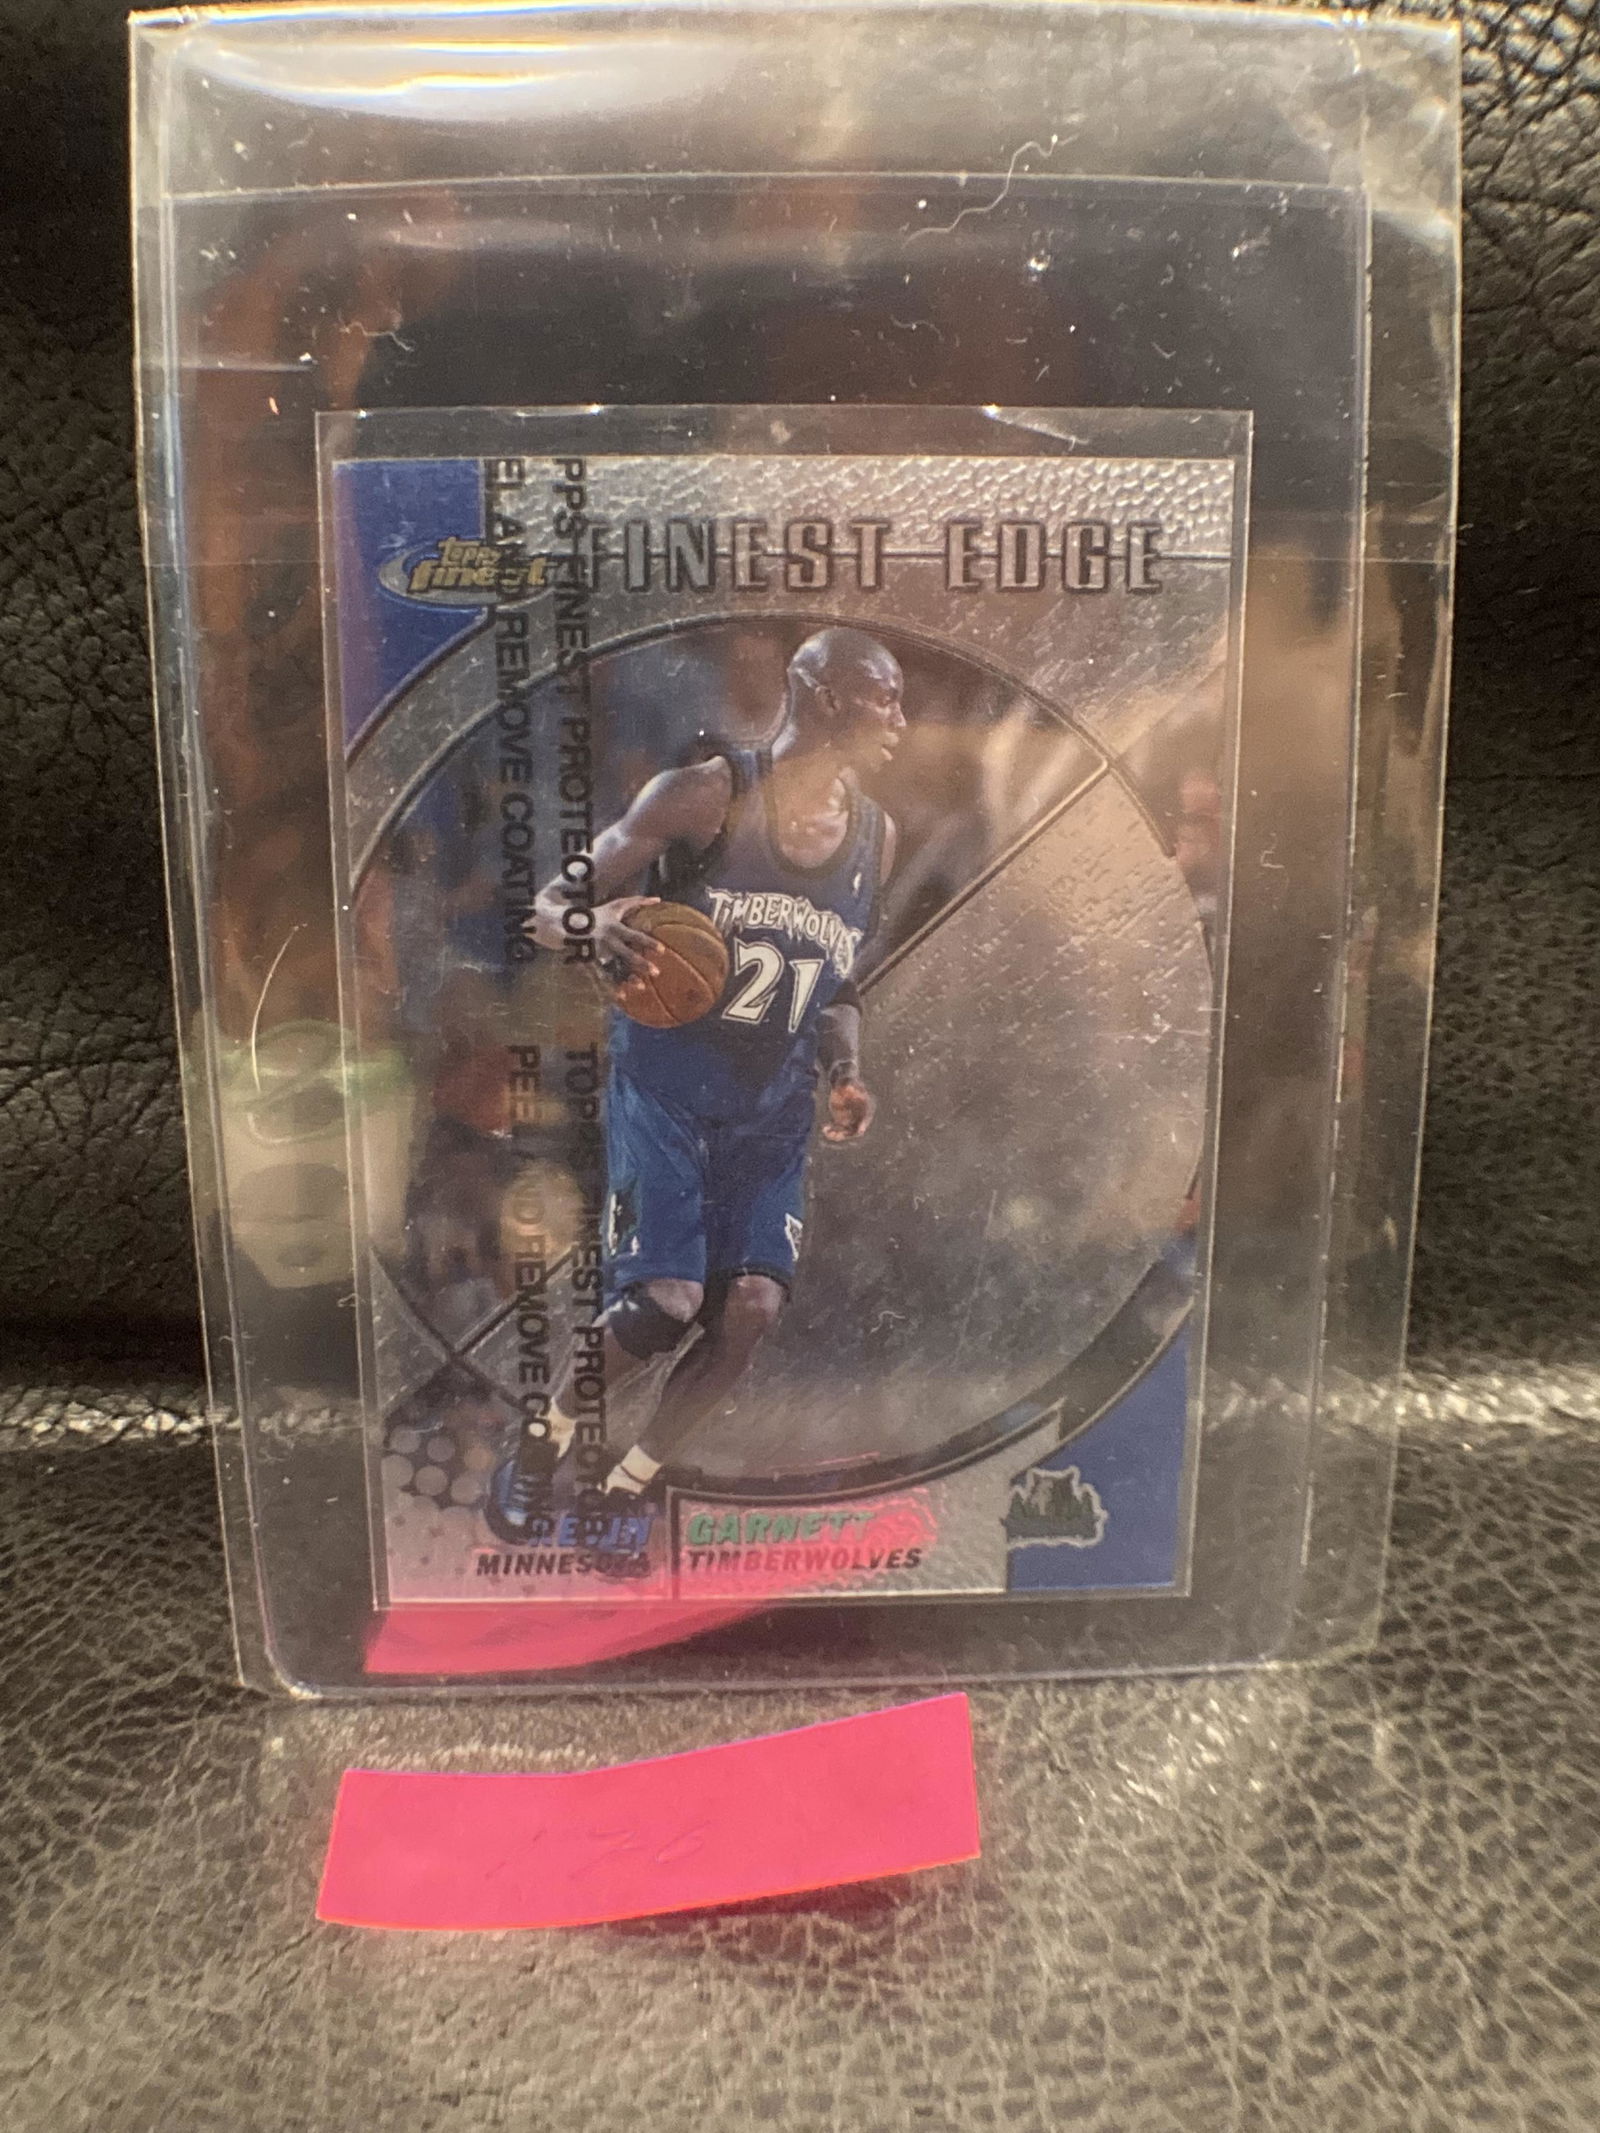 topps
finest
FINEST EDGE
PPS FINEST PROTECTOR TOPPS FINEST PROTECTOR
EL AND REMOVE COATING PEEL AND REMOVE COATING
TIMBERWOLVES
21
KEVIN GARNETT
MINNESOTA TIMBERWOLVES